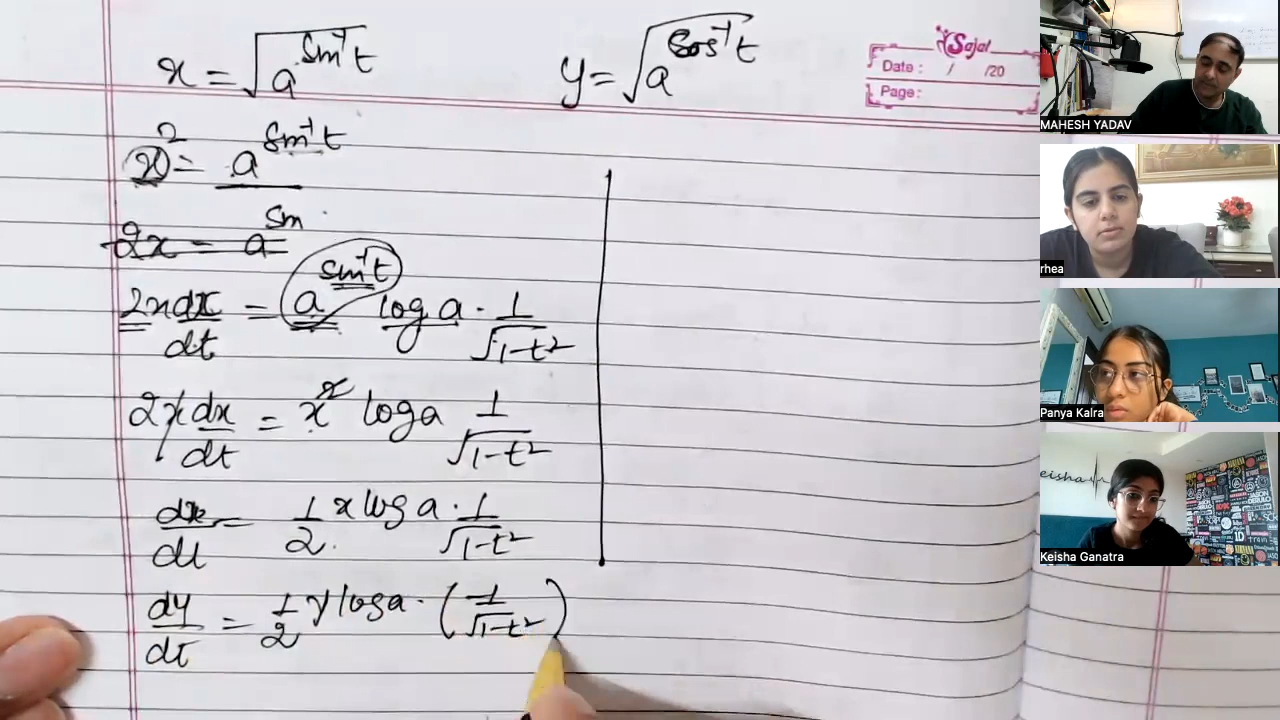 x = √a^sin⁻¹t y = √a^cos⁻¹t
Sajal
Date : / /20
Page:
x² = a^sin⁻¹t
2x = a^sin
2x dx/dt = a^sin⁻¹t log a · 1/√1-t²
2x dx/dt = x² log a 1/√1-t²
dx/dt = 1/2 x log a · 1/√1-t²
dy/dt = 1/2 y log a · (-1/√1-t²)
MAHESH YADAV
rhea
Panya Kalra
eisha
Keisha Ganatra